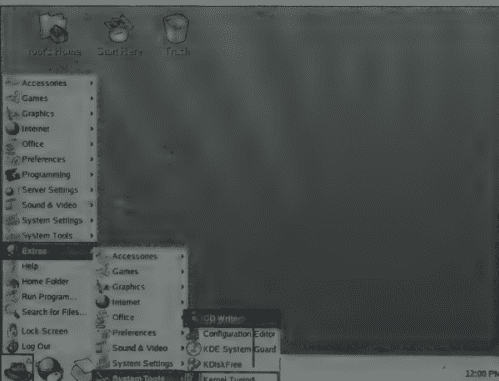 root's Home
Start Here
Trash
Accessories
Games
Graphics
Internet
Office
Preferences
Programming
Server Settings
Sound & Video
System Settings
System Tools
Extras
Help
Home Folder
Run Program...
Search for Files...
Lock Screen
Log Out
Accessories
Games
Graphics
Internet
Office
Preferences
Sound & Video
System Settings
System Tools
CD Writer
Configuration Editor
KDE System Guard
KDiskFree
Kernel Tuning
12:00 PM